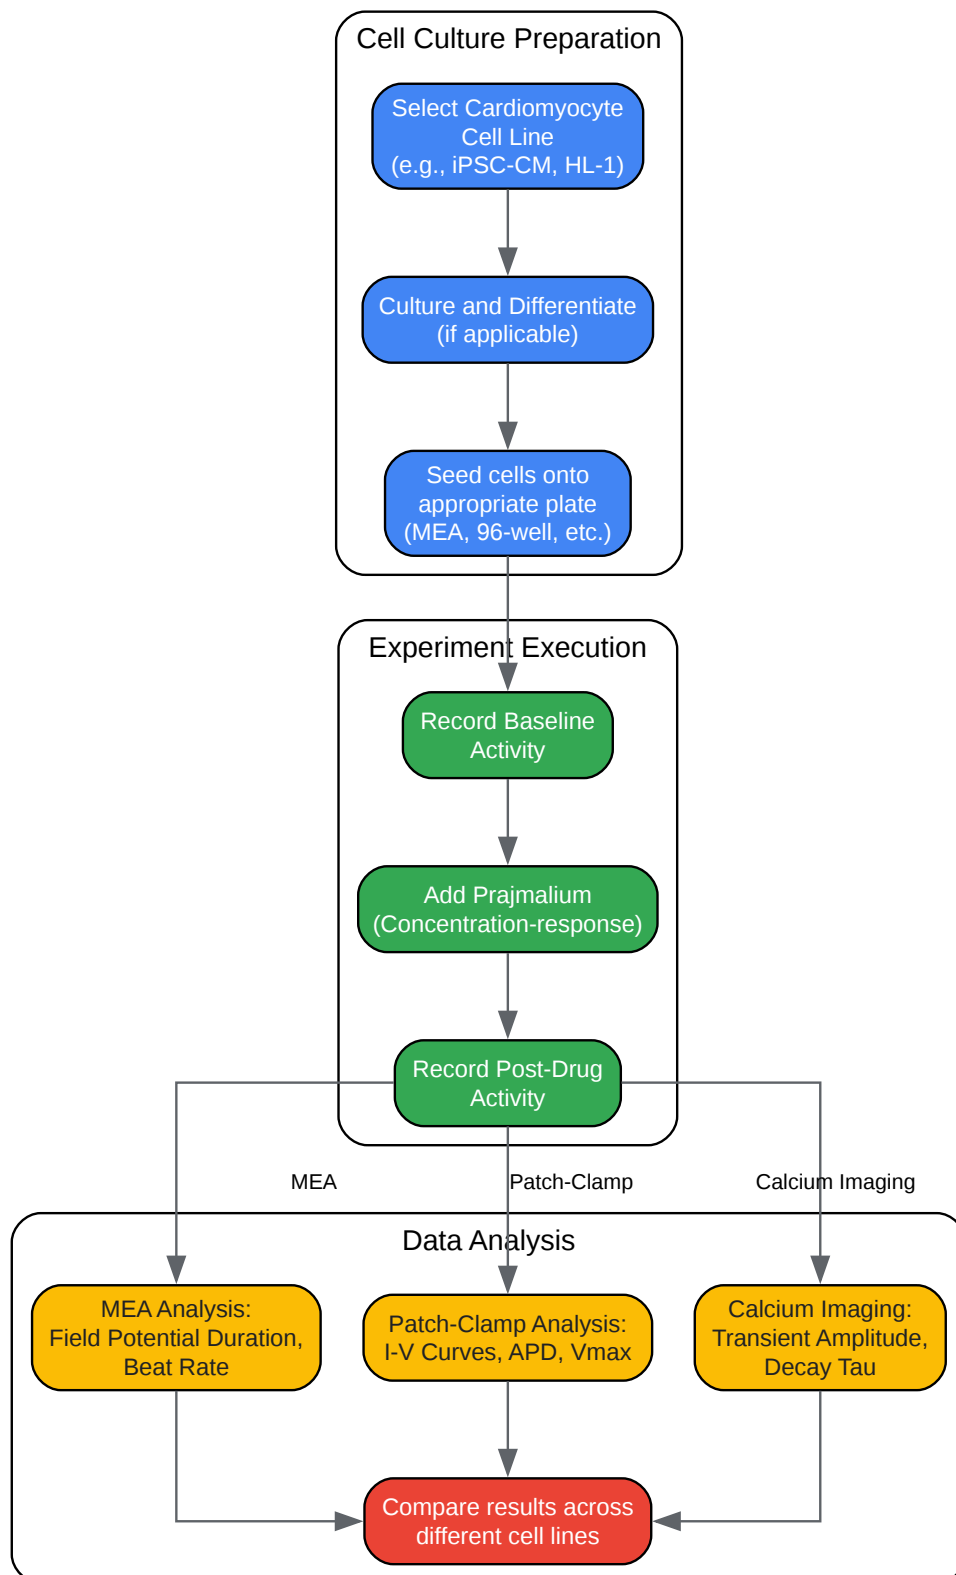 Cell Culture Preparation
Select Cardiomyocyte
Cell Line
(e.g., iPSC-CM, HL-1)
Culture and Differentiate
(if applicable)
Seed cells onto
appropriate plate
(MEA, 96-well, etc.)
Experiment Execution
Record Baseline
Activity
Add Prajmalium
(Concentration-response)
Record Post-Drug
Activity
MEA
Patch-Clamp
Calcium Imaging
Data Analysis
MEA Analysis:
Field Potential Duration,
Beat Rate
Patch-Clamp Analysis:
I-V Curves, APD, Vmax
Calcium Imaging:
Transient Amplitude,
Decay Tau
Compare results across
different cell lines